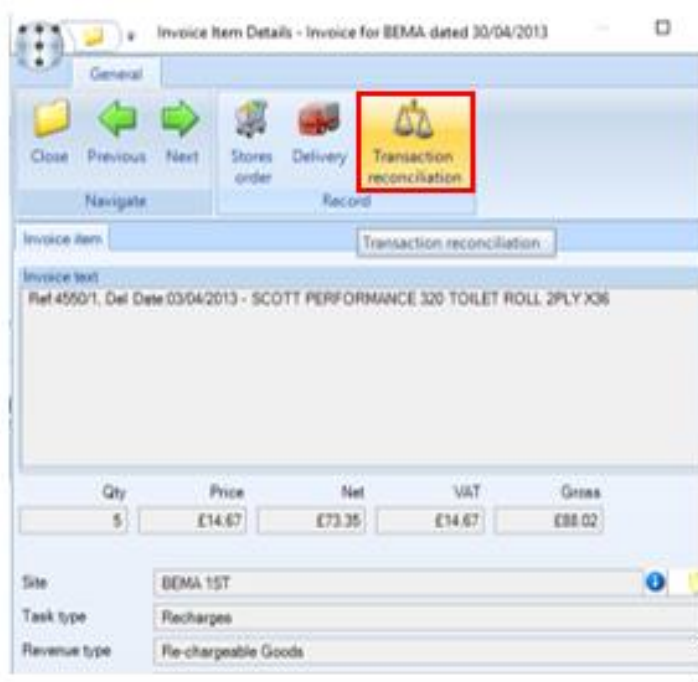 Invoice Item Details - Invoice for BEMA dated 30/04/2013
General
Close Previous Next Stores order Delivery Transaction reconciliation
Navigate Record
Invoice item
Transaction reconciliation
Invoice text
Ref 4550/1, Del Date 03/04/2013 - SCOTT PERFORMANCE 320 TOILET ROLL 2PLY X36
Qty Price Net VAT Gross
5 £14.67 £73.35 £14.67 £88.02
Site BEMA 1ST
Task type Recharges
Revenue type Re-chargeable Goods